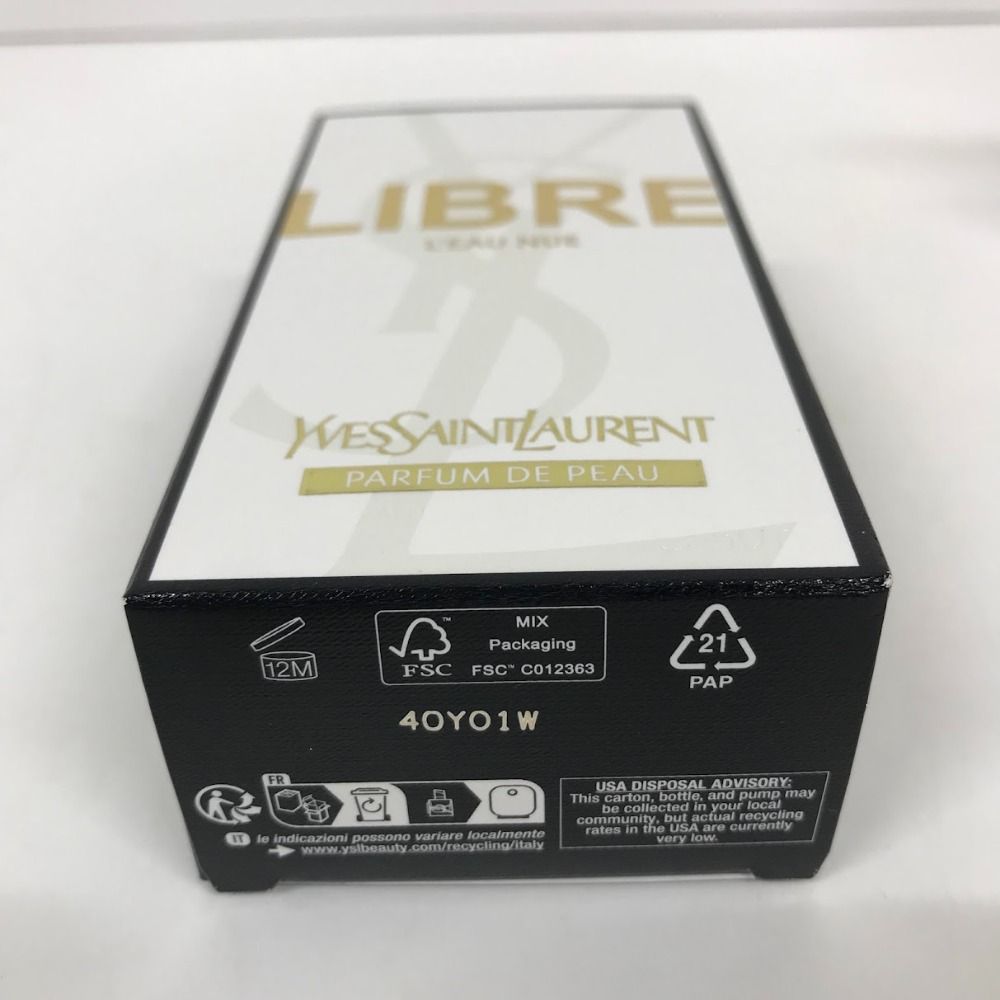 LIBRE
L'EAU NUE
YVESSAINTLAURENT
PARFUM DE PEAU
12M
FSC™
MIX
Packaging
FSC™ C012363
21
PAP
40Y01W
FR
IT le indicazioni possono variare localmente
www.yslbeauty.com/recycling/italy
USA DISPOSAL ADVISORY:
This carton, bottle, and pump may
be collected in your local
community, but actual recycling
rates in the USA are currently
very low.